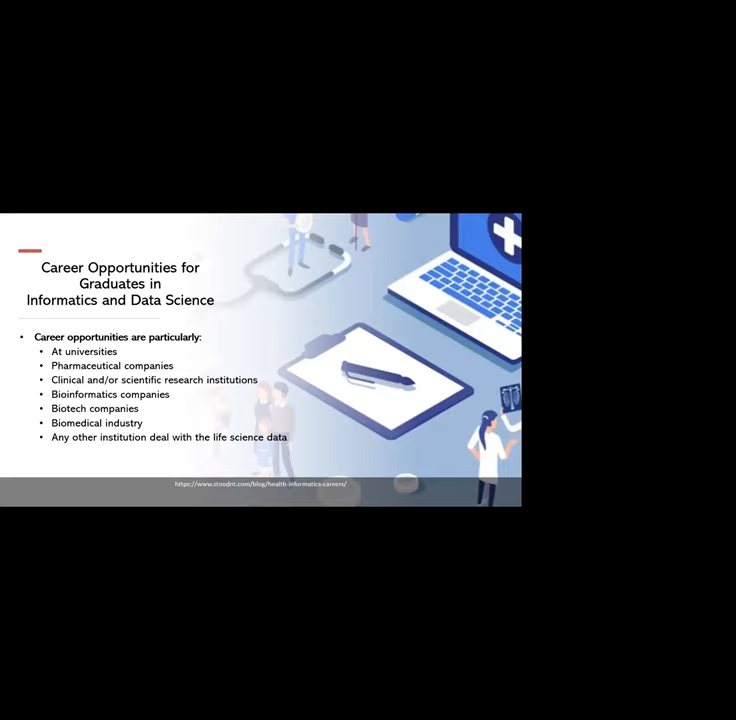 Career Opportunities for
Graduates in
Informatics and Data Science
• Career opportunities are particularly:
• At universities
• Pharmaceutical companies
• Clinical and/or scientific research institutions
• Bioinformatics companies
• Biotech companies
• Biomedical industry
• Any other institution deal with the life science data
https://www.stoodnt.com/blog/health-informatics-careers/